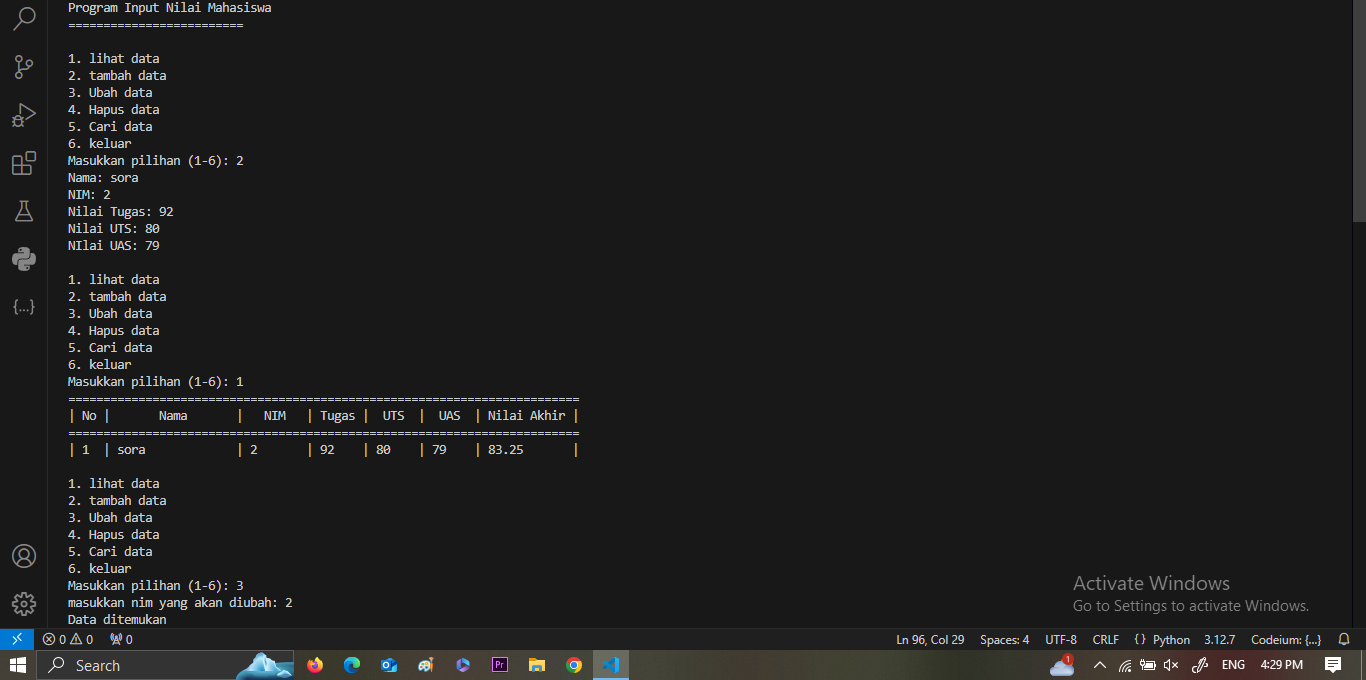 Program Input Nilai Mahasiswa
=========================
1. lihat data
2. tambah data
3. Ubah data
4. Hapus data
5. Cari data
6. keluar
Masukkan pilihan (1-6): 2
Nama: sora
NIM: 2
Nilai Tugas: 92
Nilai UTS: 80
NIlai UAS: 79
1. lihat data
2. tambah data
3. Ubah data
4. Hapus data
5. Cari data
6. keluar
Masukkan pilihan (1-6): 1
=========================================================================
| No |       Nama       |   NIM   | Tugas |  UTS  |  UAS  | Nilai Akhir |
=========================================================================
| 1  | sora             | 2       | 92    | 80    | 79    | 83.25       |
1. lihat data
2. tambah data
3. Ubah data
4. Hapus data
5. Cari data
6. keluar
Masukkan pilihan (1-6): 3
masukkan nim yang akan diubah: 2
Data ditemukan
Activate Windows
Go to Settings to activate Windows.
0 0 0 Ln 96, Col 29 Spaces: 4 UTF-8 CRLF {} Python 3.12.7 Codeium: {...}
Search Pr 1 ENG 4:29 PM